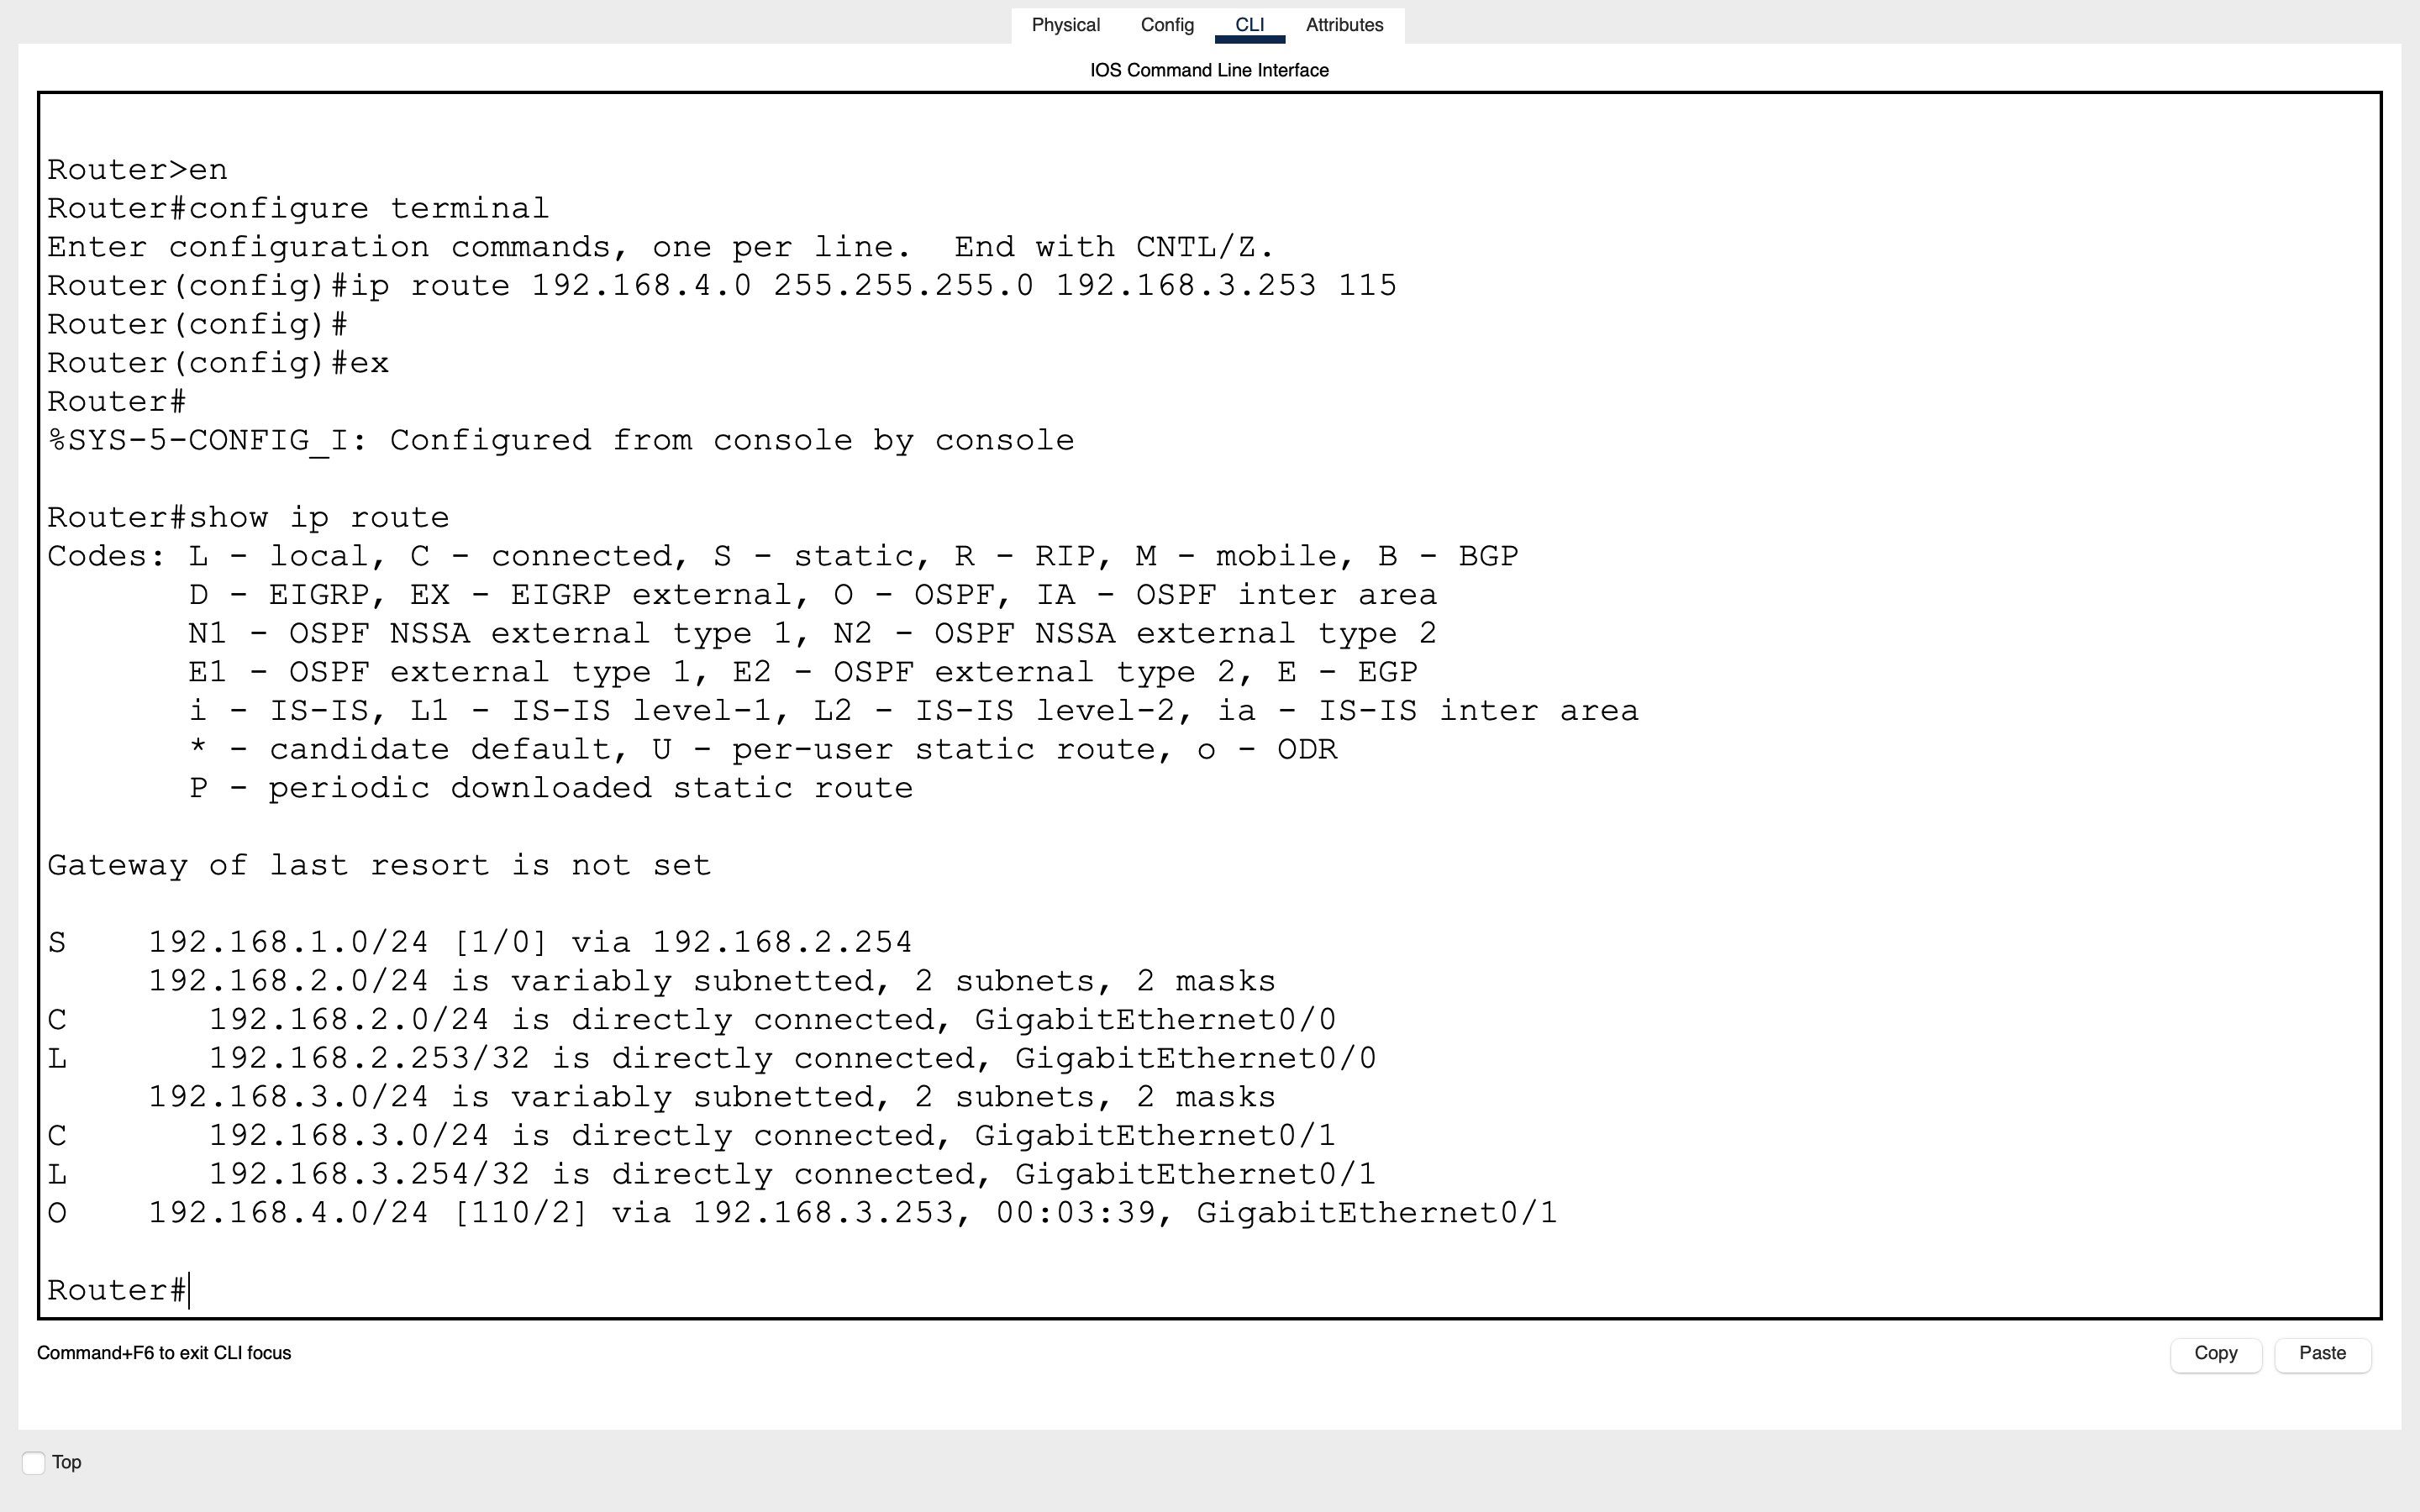 Physical Config CLI Attributes
IOS Command Line Interface
Router>en
Router#configure terminal
Enter configuration commands, one per line.  End with CNTL/Z.
Router(config)#ip route 192.168.4.0 255.255.255.0 192.168.3.253 115
Router(config)#
Router(config)#ex
Router#
%SYS-5-CONFIG_I: Configured from console by console
Router#show ip route
Codes: L - local, C - connected, S - static, R - RIP, M - mobile, B - BGP
       D - EIGRP, EX - EIGRP external, O - OSPF, IA - OSPF inter area
       N1 - OSPF NSSA external type 1, N2 - OSPF NSSA external type 2
       E1 - OSPF external type 1, E2 - OSPF external type 2, E - EGP
       i - IS-IS, L1 - IS-IS level-1, L2 - IS-IS level-2, ia - IS-IS inter area
       * - candidate default, U - per-user static route, o - ODR
       P - periodic downloaded static route
Gateway of last resort is not set
S    192.168.1.0/24 [1/0] via 192.168.2.254
     192.168.2.0/24 is variably subnetted, 2 subnets, 2 masks
C       192.168.2.0/24 is directly connected, GigabitEthernet0/0
L       192.168.2.253/32 is directly connected, GigabitEthernet0/0
     192.168.3.0/24 is variably subnetted, 2 subnets, 2 masks
C       192.168.3.0/24 is directly connected, GigabitEthernet0/1
L       192.168.3.254/32 is directly connected, GigabitEthernet0/1
O    192.168.4.0/24 [110/2] via 192.168.3.253, 00:03:39, GigabitEthernet0/1
Router#
Command+F6 to exit CLI focus
Copy Paste
Top